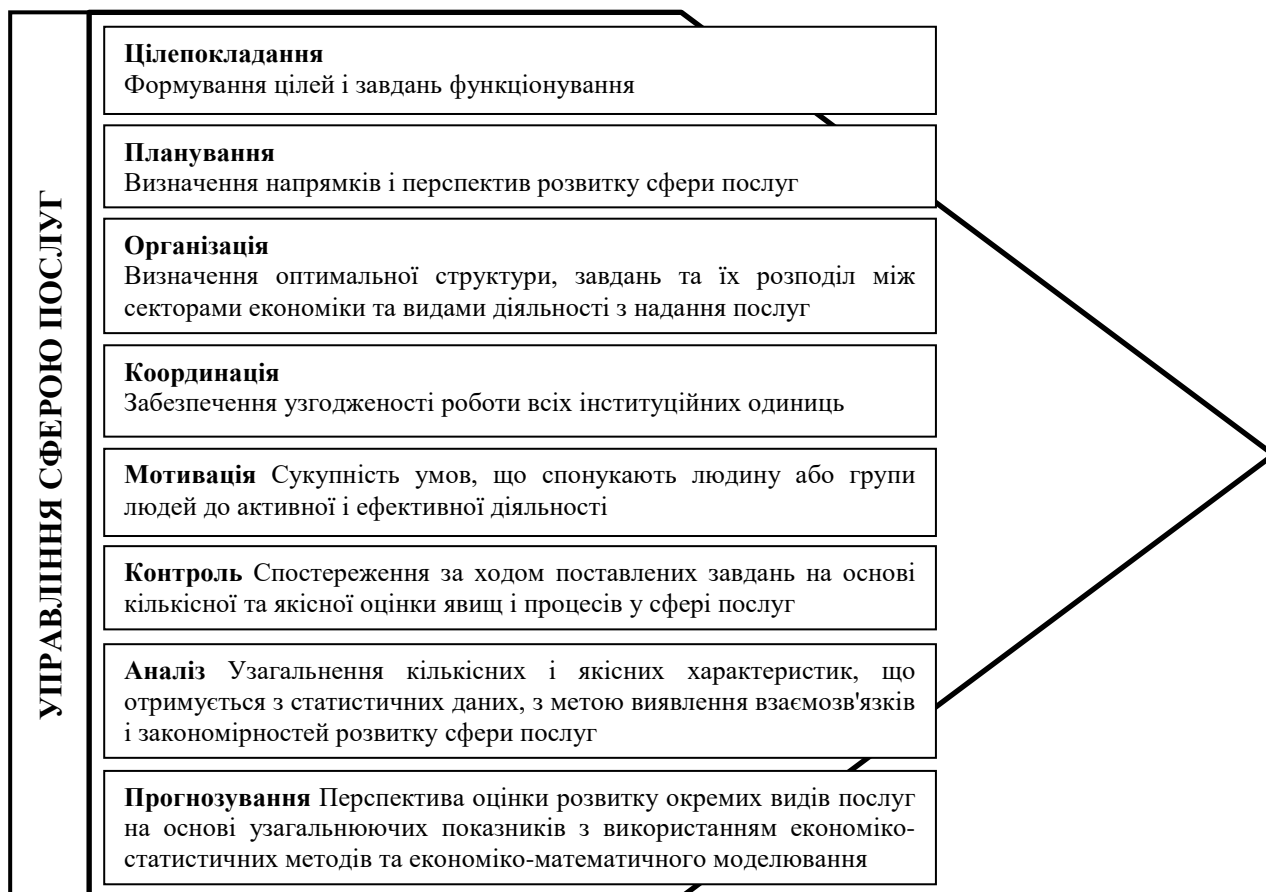 УПРАВЛІННЯ СФЕРОЮ ПОСЛУГ
Цілепокладання
Формування цілей і завдань функціонування
Планування
Визначення напрямків і перспектив розвитку сфери послуг
Організація
Визначення оптимальної структури, завдань та їх розподіл між
секторами економіки та видами діяльності з надання послуг
Координація
Забезпечення узгодженості роботи всіх інституційних одиниць
Мотивація Сукупність умов, що спонукають людину або групи
людей до активної і ефективної діяльності
Контроль Спостереження за ходом поставлених завдань на основі
кількісної та якісної оцінки явищ і процесів у сфері послуг
Аналіз Узагальнення кількісних і якісних характеристик, що
отримується з статистичних даних, з метою виявлення взаємозв'язків
і закономірностей розвитку сфери послуг
Прогнозування Перспектива оцінки розвитку окремих видів послуг
на основі узагальнюючих показників з використанням економіко-
статистичних методів та економіко-математичного моделювання